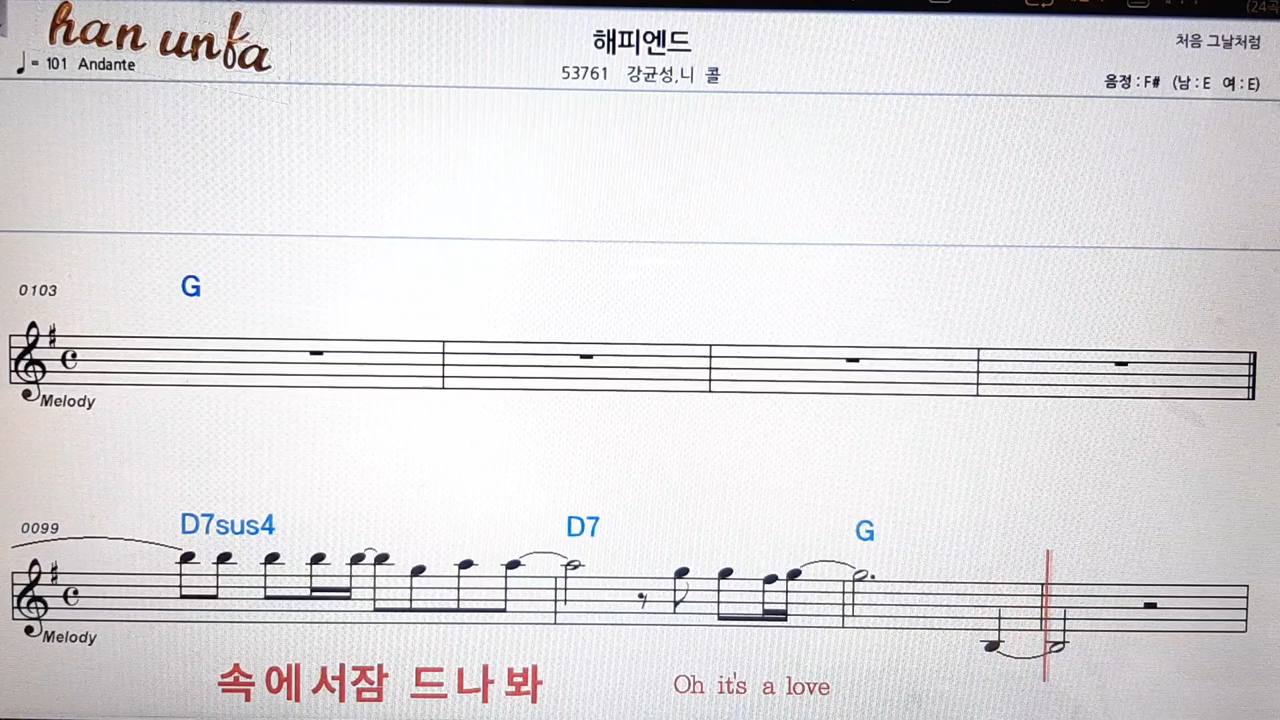 han unfa
♩= 101 Andante
해피엔드
53761 강균성,니 콜
처음 그날처럼
음정 : F# (남 : E 여 : E)
0103
G
Melody
0099
D7sus4 D7 G
Melody
속에서잠 드나봐 Oh it's a love